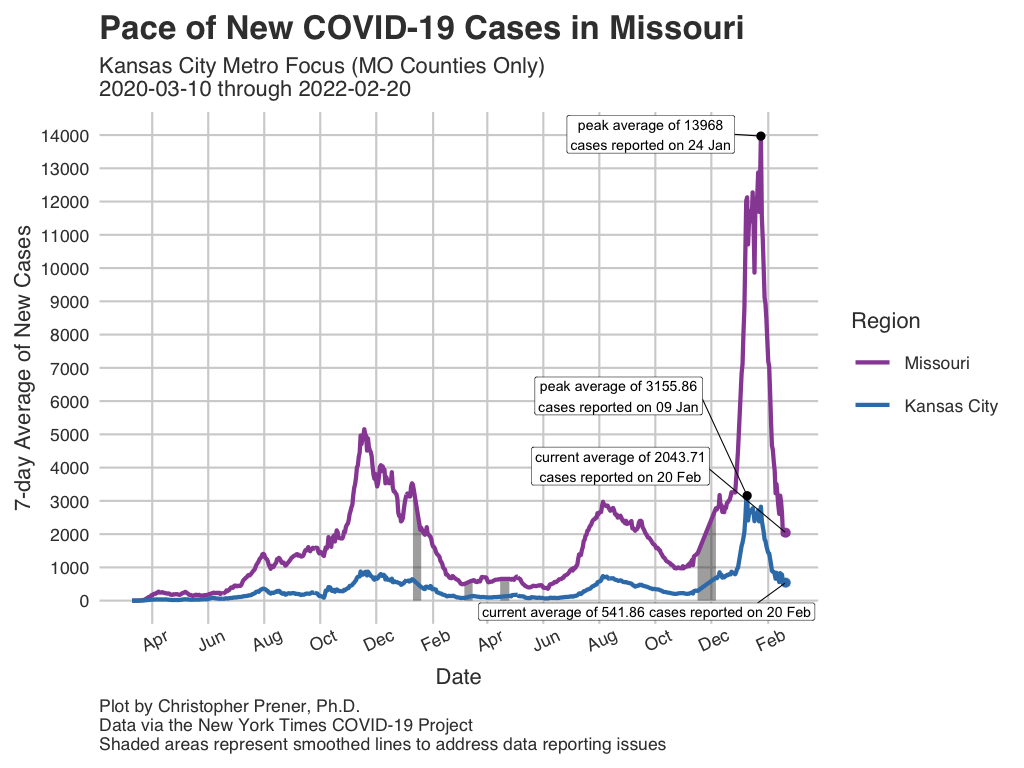 Pace of New COVID-19 Cases in Missouri
Kansas City Metro Focus (MO Counties Only)
2020-03-10 through 2022-02-20
7-day Average of New Cases
14000
13000
12000
11000
10000
9000
8000
7000
6000
5000
4000
3000
2000
1000
0
peak average of 13968
cases reported on 24 Jan
peak average of 3155.86
cases reported on 09 Jan
current average of 2043.71
cases reported on 20 Feb
current average of 541.86 cases reported on 20 Feb
Apr Jun Aug Oct Dec Feb Apr Jun Aug Oct Dec Feb
Date
Region
Missouri
Kansas City
Plot by Christopher Prener, Ph.D.
Data via the New York Times COVID-19 Project
Shaded areas represent smoothed lines to address data reporting issues